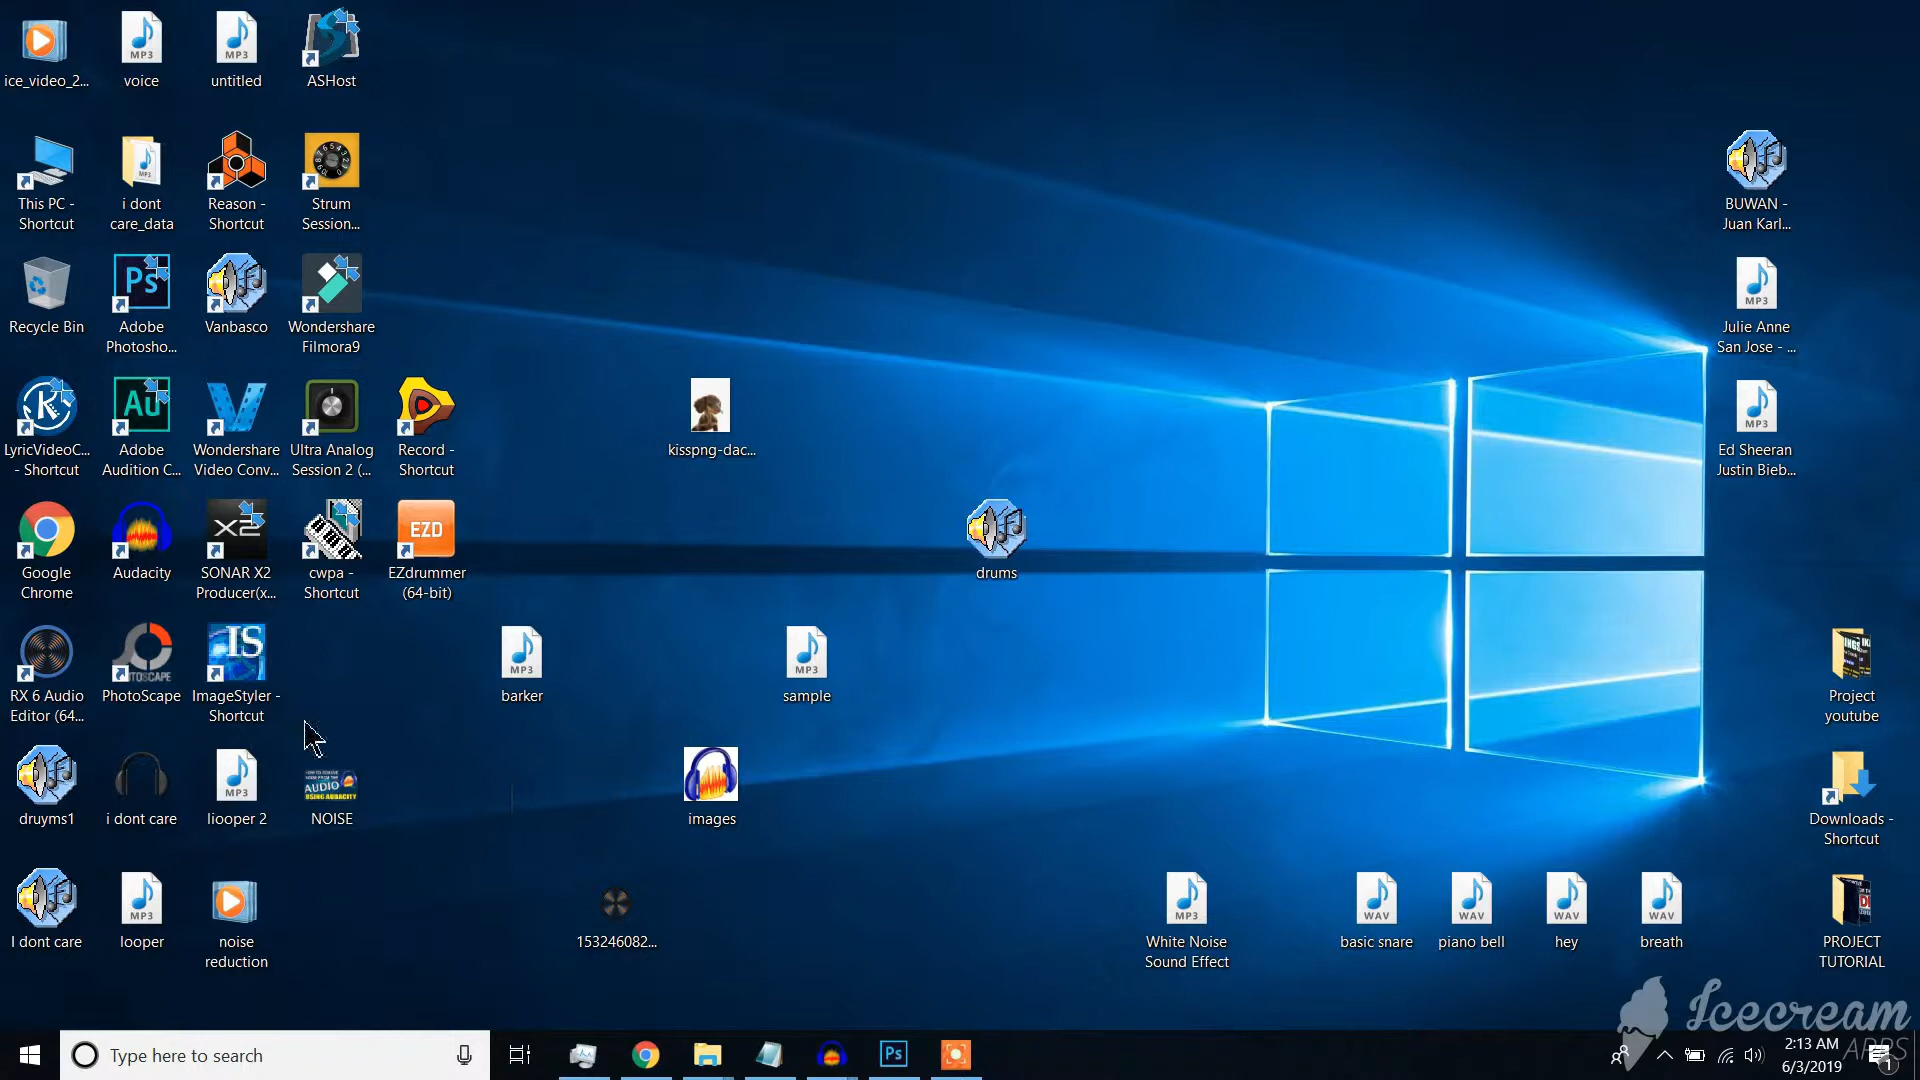 ice_video_2...
voice
untitled
ASHost
This PC -
Shortcut
i dont
care_data
Reason -
Shortcut
Strum
Session...
BUWAN -
Juan Karl...
Recycle Bin
Adobe
Photosho...
Vanbasco
Wondershare
Filmora9
Julie Anne
San Jose - ...
LyricVideoC...
- Shortcut
Adobe
Audition C...
Wondershare
Video Conv...
Ultra Analog
Session 2 (...
Record -
Shortcut
kisspng-dac...
Ed Sheeran
Justin Bieb...
Google
Chrome
Audacity
SONAR X2
Producer(x...
cwpa -
Shortcut
EZdrummer
(64-bit)
drums
RX 6 Audio
Editor (64...
PhotoScape
ImageStyler -
Shortcut
barker
sample
Project
youtube
druyms1
i dont care
liooper 2
NOISE
images
Downloads -
Shortcut
I dont care
looper
noise
reduction
153246082...
White Noise
Sound Effect
basic snare
piano bell
hey
breath
PROJECT
TUTORIAL
Icecream
APPS
Type here to search
2:13 AM
6/3/2019
1